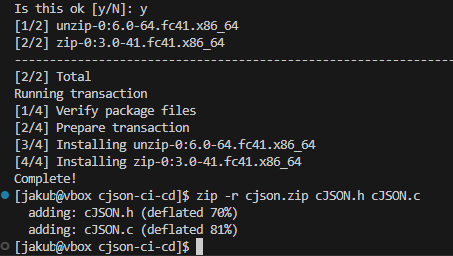 Is this ok [y/N]: y
[1/2] unzip-0:6.0-64.fc41.x86_64
[2/2] zip-0:3.0-41.fc41.x86_64
----------------------------------------------------------------
[2/2] Total
Running transaction
[1/4] Verify package files
[2/4] Prepare transaction
[3/4] Installing unzip-0:6.0-64.fc41.x86_64
[4/4] Installing zip-0:3.0-41.fc41.x86_64
Complete!
[jakub@vbox cjson-ci-cd]$ zip -r cjson.zip cJSON.h cJSON.c
  adding: cJSON.h (deflated 70%)
  adding: cJSON.c (deflated 81%)
[jakub@vbox cjson-ci-cd]$